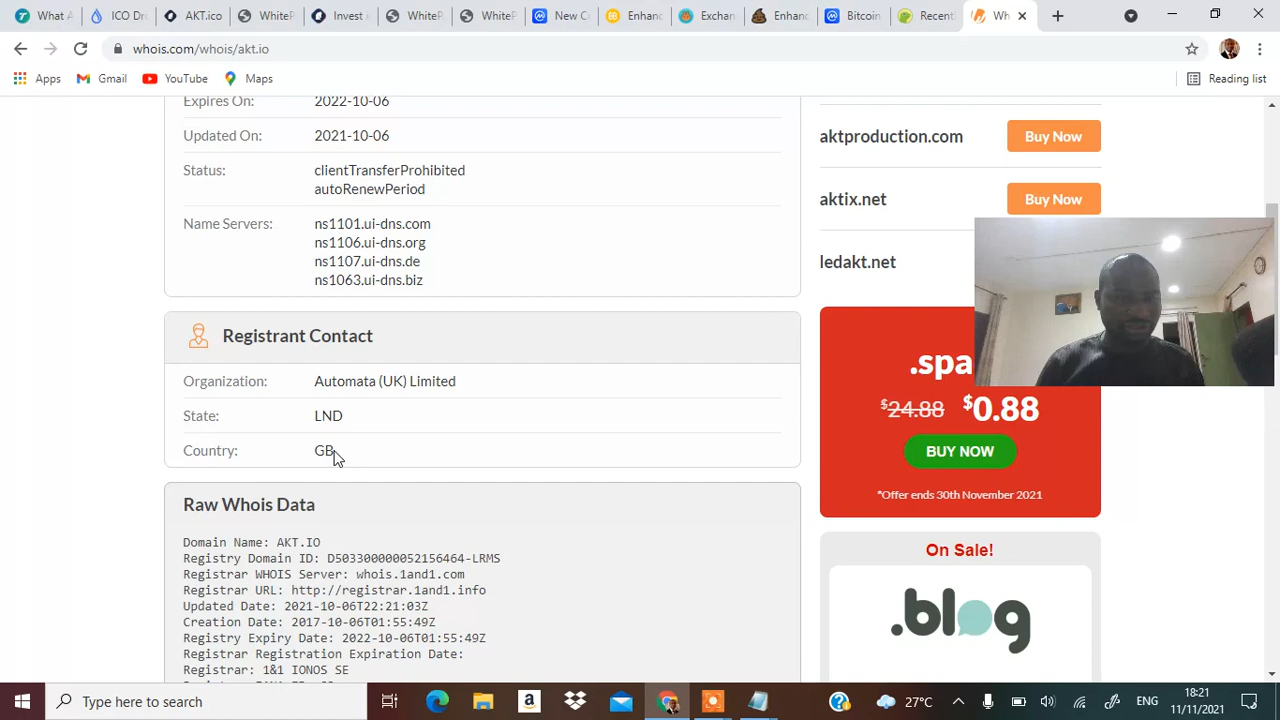 What A
ICO Dro
AKT.ico
WhiteP
Invest
WhiteP
WhiteP
New C
Enhanc
Exchan
Enhanc
Bitcoin
Recent
Wh
whois.com/whois/akt.io
Apps
Gmail
YouTube
Maps
Reading list
Expires On: 2022-10-06
Updated On: 2021-10-06
Status: clientTransferProhibited
autoRenewPeriod
Name Servers: ns1101.ui-dns.com
ns1106.ui-dns.org
ns1107.ui-dns.de
ns1063.ui-dns.biz
Registrant Contact
Organization: Automata (UK) Limited
State: LND
Country: GB
Raw Whois Data
Domain Name: AKT.IO
Registry Domain ID: D503300000052156464-LRMS
Registrar WHOIS Server: whois.1and1.com
Registrar URL: http://registrar.1and1.info
Updated Date: 2021-10-06T22:21:03Z
Creation Date: 2017-10-06T01:55:49Z
Registry Expiry Date: 2022-10-06T01:55:49Z
Registrar Registration Expiration Date:
Registrar: 1&1 IONOS SE
aktproduction.com Buy Now
aktix.net Buy Now
ledakt.net
.spa
$24.88 $0.88
BUY NOW
*Offer ends 30th November 2021
On Sale!
.blog
Type here to search
27°C
ENG
18:21
11/11/2021